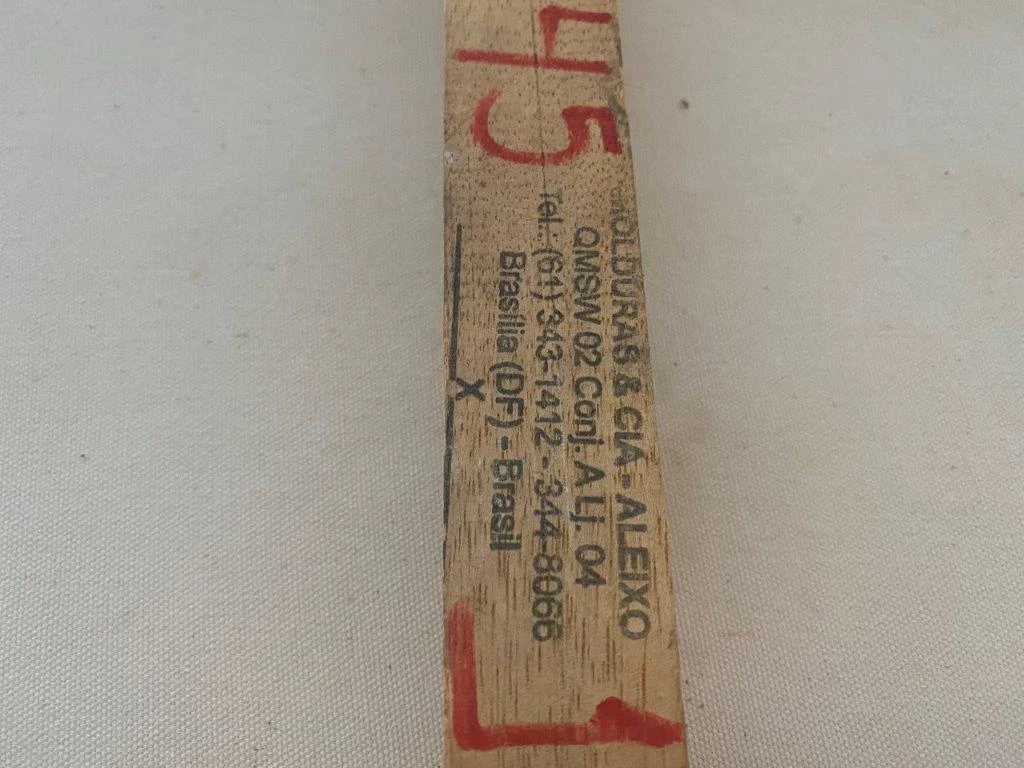 45
MOLDURAS & CIA - ALEIXO
QMSW 02 Conj. A Lj. 04
Tel.: (61) 343-1412 - 344-8066
Brasília (DF) - Brasil
X